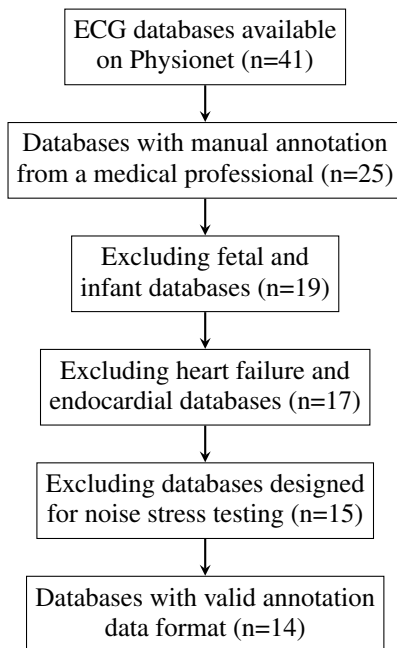 ECG databases available
on Physionet (n=41)
Databases with manual annotation
from a medical professional (n=25)
Excluding fetal and
infant databases (n=19)
Excluding heart failure and
endocardial databases (n=17)
Excluding databases designed
for noise stress testing (n=15)
Databases with valid annotation
data format (n=14)